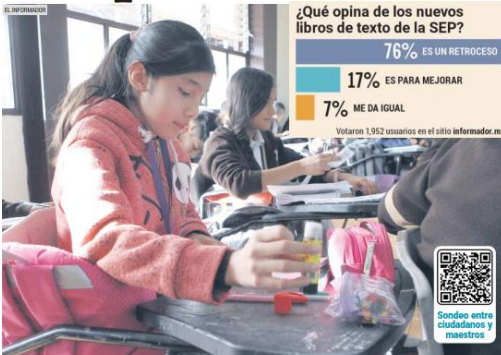 EL INFORMADOR
¿Qué opina de los nuevos
libros de texto de la SEP?
76% ES UN RETROCESO
17% ES PARA MEJORAR
7% ME DA IGUAL
Votaron 1,952 usuarios en el sitio informador.m
Sondeo entre
ciudadanos y
maestros